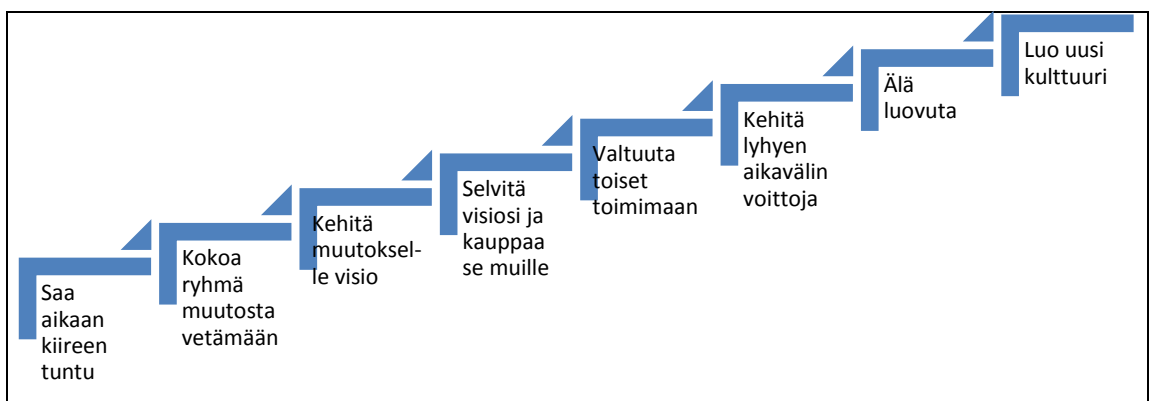 Saa
aikaan
kiireen
tuntu
Kokoa
ryhmä
muutosta
vetämään
Kehitä
muutoksel-
le visio
Selvitä
visiosi ja
kauppaa
se muille
Valtuuta
toiset
toimimaan
Kehitä
lyhyen
aikavälin
voittoja
Älä
luovuta
Luo uusi
kulttuuri